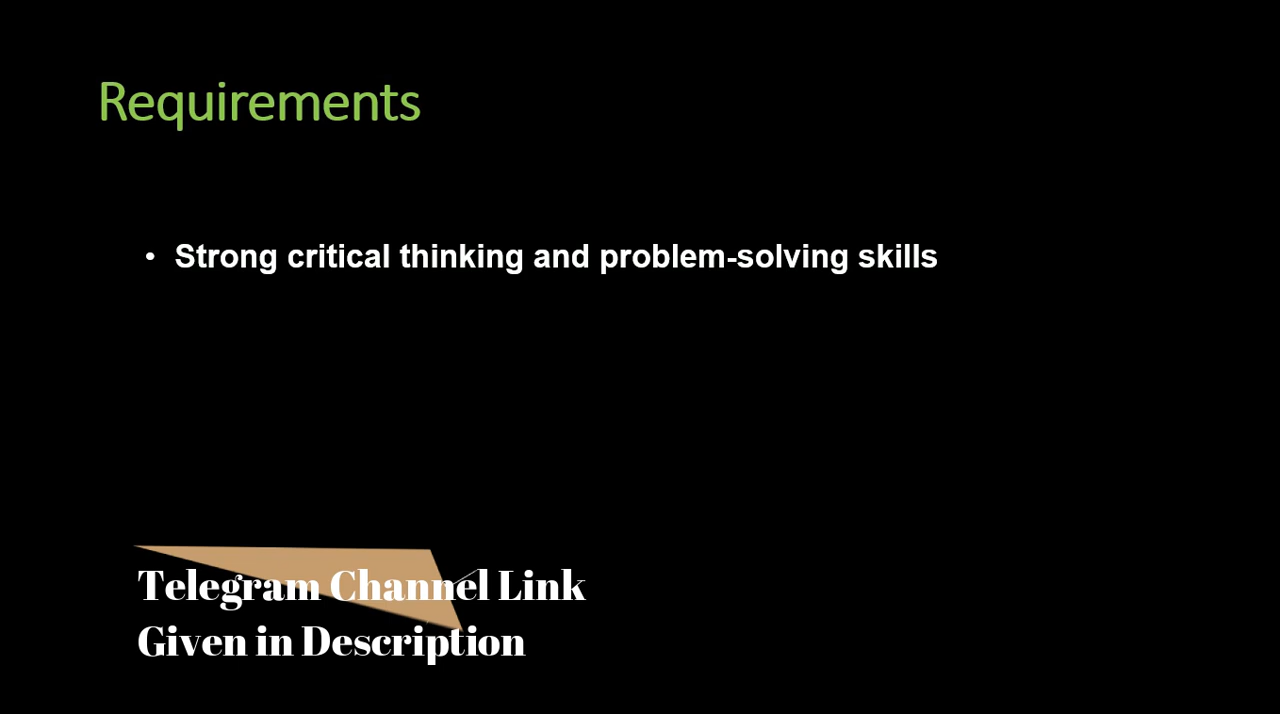 Requirements
• Strong critical thinking and problem-solving skills
Telegram Channel Link
Given in Description